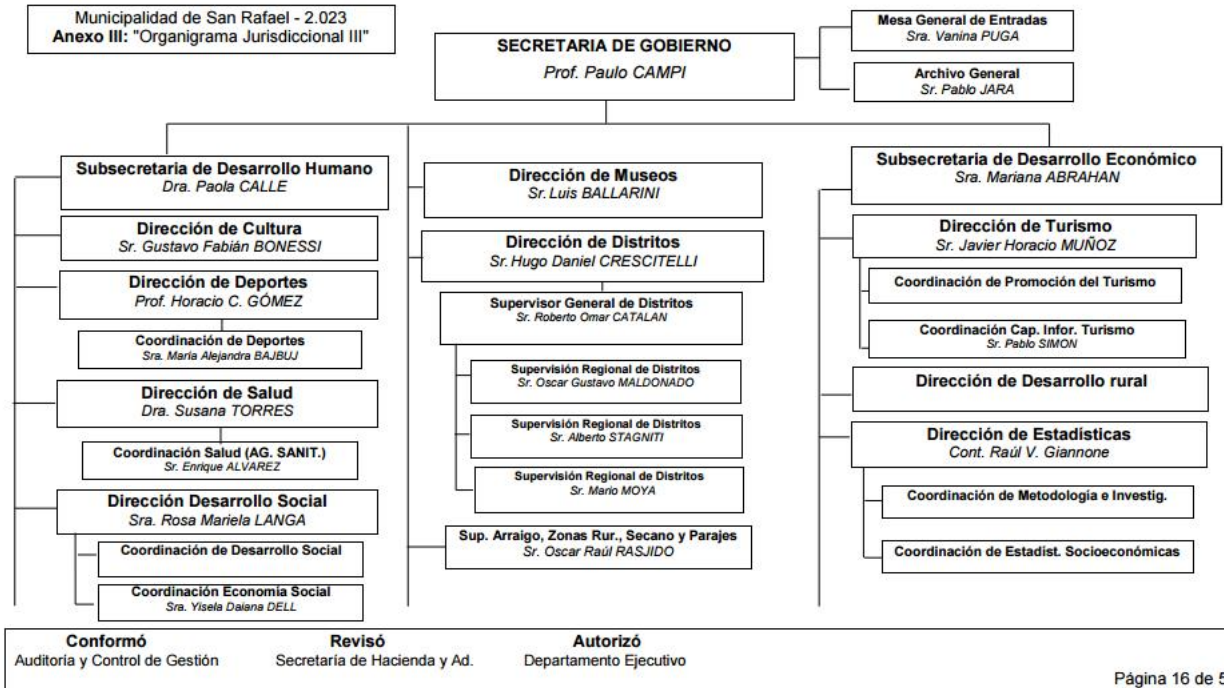 Municipalidad de San Rafael - 2.023
Anexo III: "Organigrama Jurisdiccional III"
SECRETARIA DE GOBIERNO
Prof. Paulo CAMPI
Mesa General de Entradas
Sra. Vanina PUGA
Archivo General
Sr. Pablo JARA
Subsecretaria de Desarrollo Humano
Dra. Paola CALLE
Dirección de Cultura
Sr. Gustavo Fabián BONESSI
Dirección de Deportes
Prof. Horacio C. GÓMEZ
Coordinación de Deportes
Sra. María Alejandra BAJBUJ
Dirección de Salud
Dra. Susana TORRES
Coordinación Salud (AG. SANIT.)
Sr. Enrique ALVAREZ
Dirección Desarrollo Social
Sra. Rosa Mariela LANGA
Coordinación de Desarrollo Social
Coordinación Economía Social
Sra. Yisela Daiana DELL
Dirección de Museos
Sr. Luis BALLARINI
Dirección de Distritos
Sr. Hugo Daniel CRESCITELLI
Supervisor General de Distritos
Sr. Roberto Omar CATALAN
Supervisión Regional de Distritos
Sr. Oscar Gustavo MALDONADO
Supervisión Regional de Distritos
Sr. Alberto STAGNITI
Supervisión Regional de Distritos
Sr. Mario MOYA
Sup. Arraigo, Zonas Rur., Secano y Parajes
Sr. Oscar Raúl RASJIDO
Subsecretaria de Desarrollo Económico
Sra. Mariana ABRAHAN
Dirección de Turismo
Sr. Javier Horacio MUÑOZ
Coordinación de Promoción del Turismo
Coordinación Cap. Infor. Turismo
Sr. Pablo SIMON
Dirección de Desarrollo rural
Dirección de Estadísticas
Cont. Raúl V. Giannone
Coordinación de Metodología e Investig.
Coordinación de Estadist. Socioeconómicas
Conformó
Auditoría y Control de Gestión
Revisó
Secretaría de Hacienda y Ad.
Autorizó
Departamento Ejecutivo
Página 16 de 5